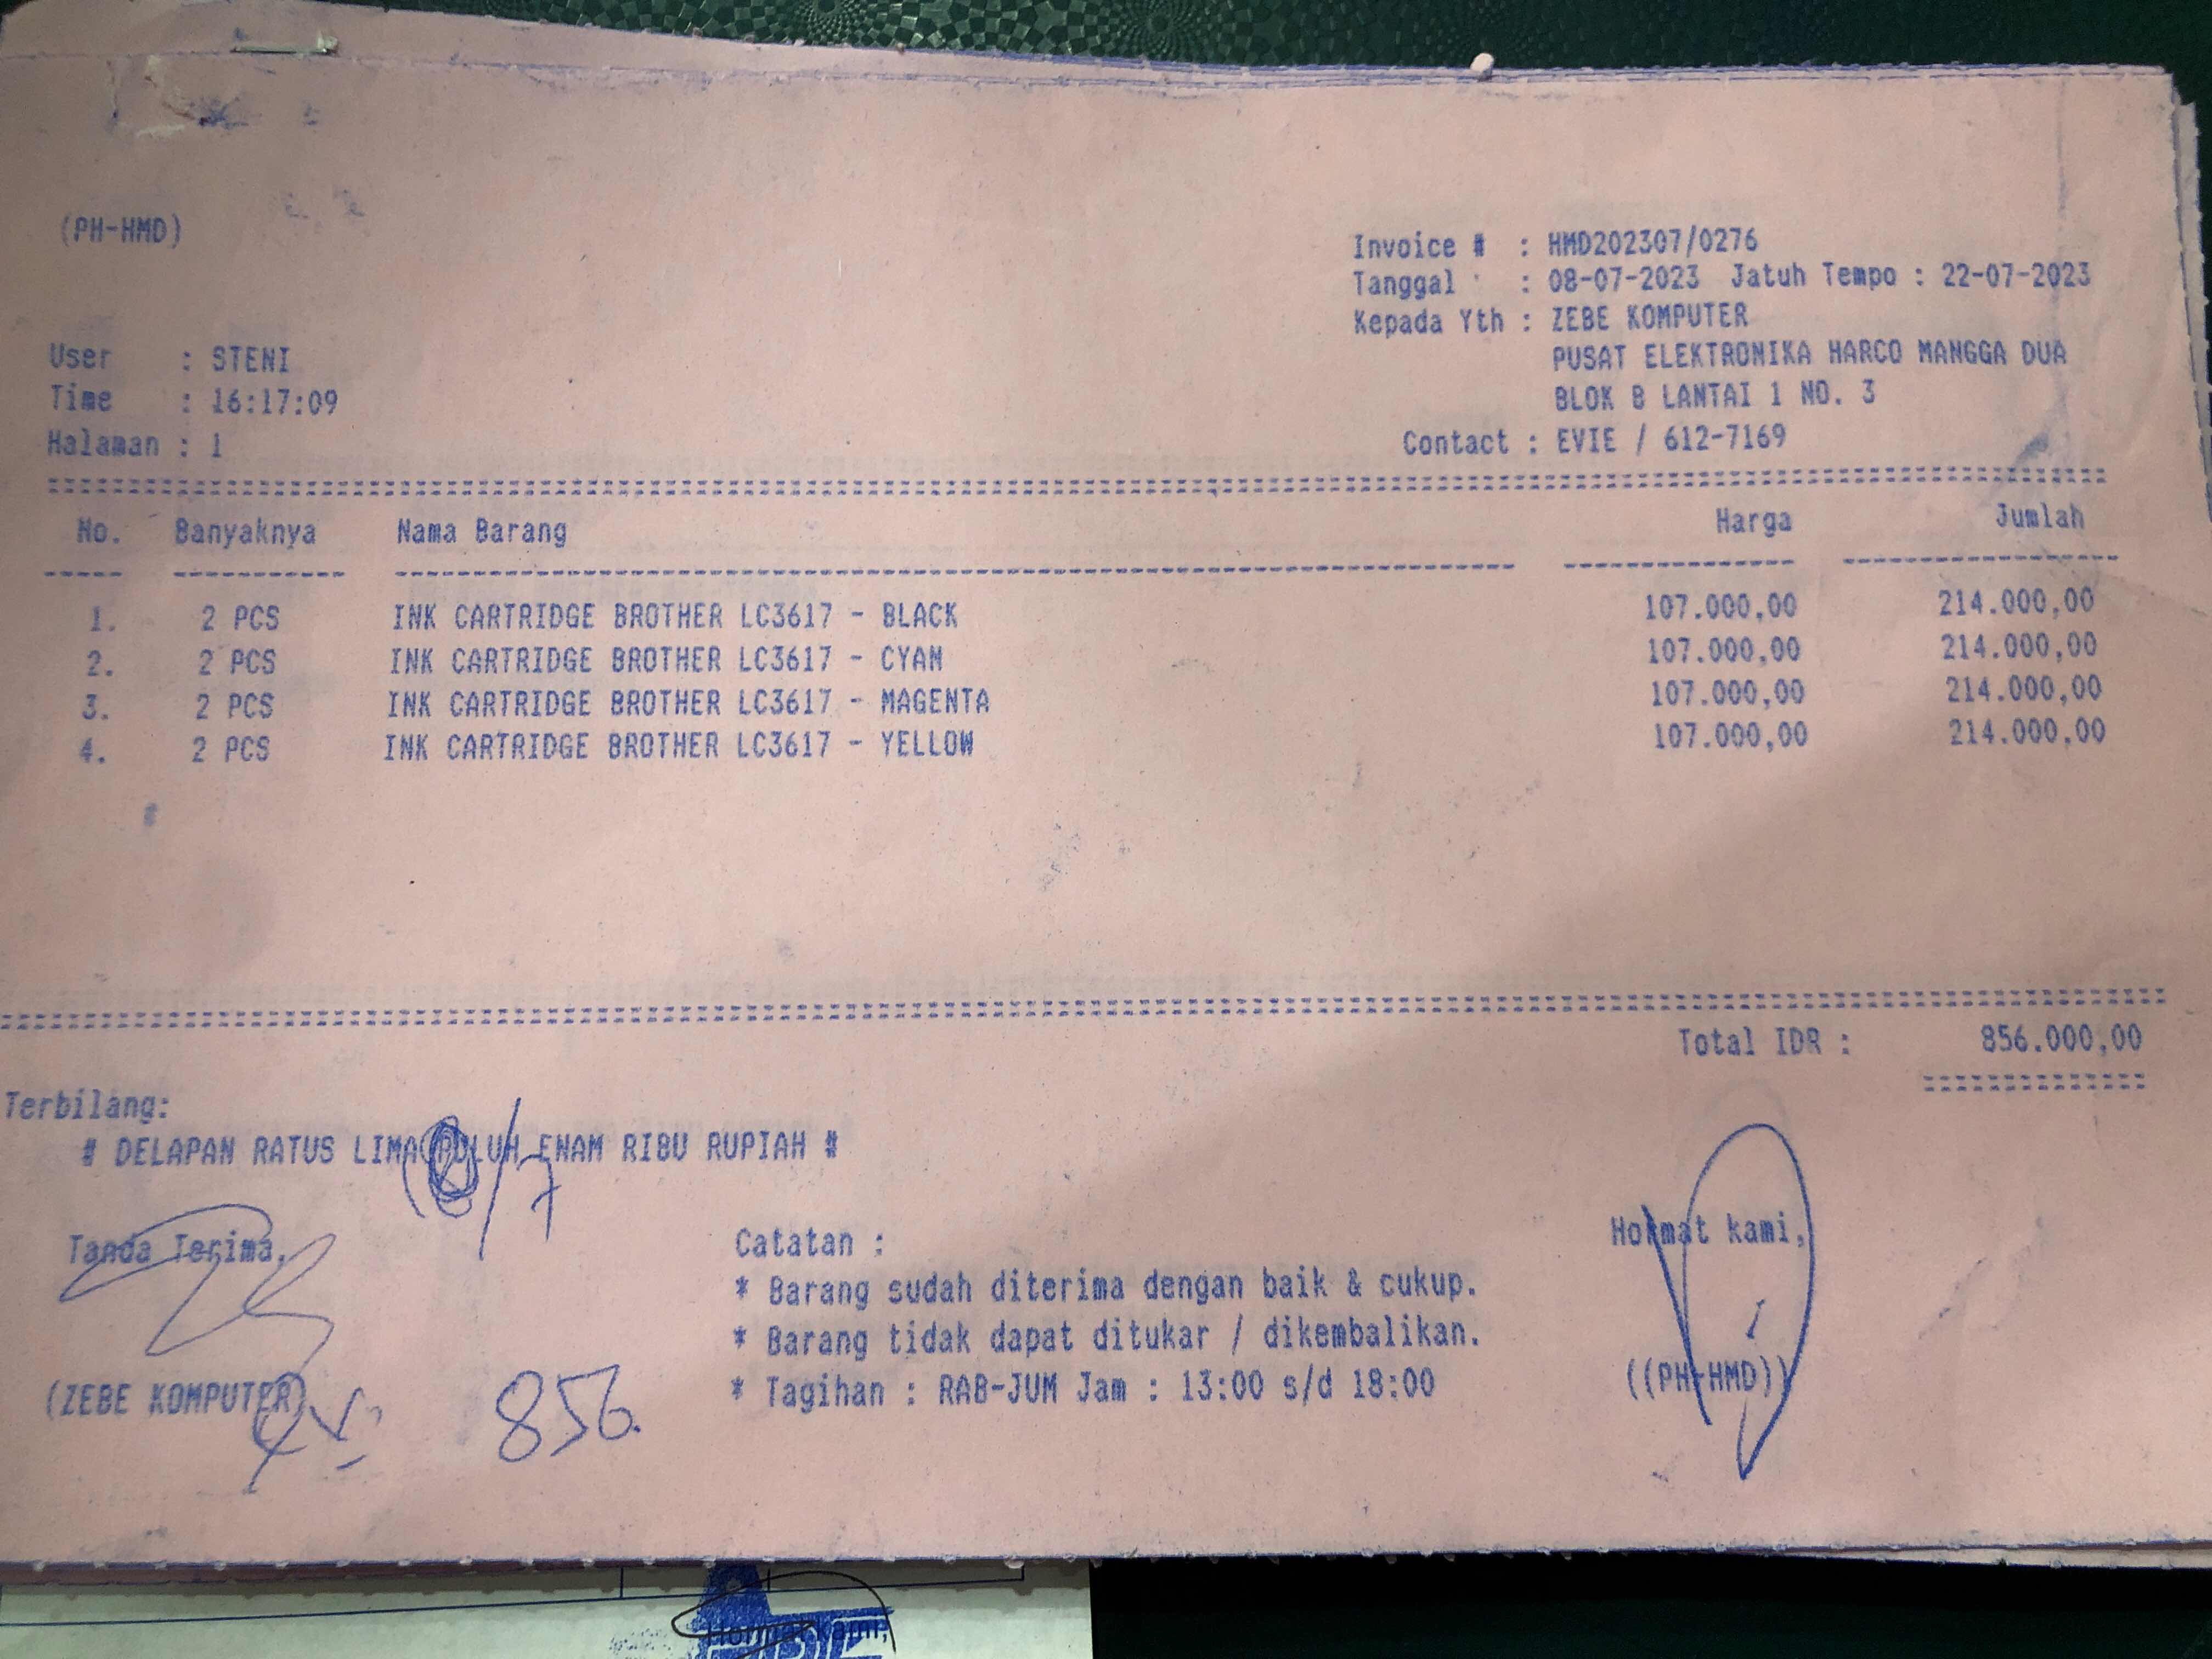 (PH-HMD)
Invoice # : HMD202307/0276
Tanggal : 08-07-2023 Jatuh Tempo : 22-07-2023
Kepada Yth : ZEBE KOMPUTER
PUSAT ELEKTRONIKA HARCO MANGGA DUA
BLOK B LANTAI 1 NO. 3
Contact : EVIE / 612-7169
User : STENI
Time : 16:17:09
Halaman : 1
No. Banyaknya Nama Barang Harga Jumlah
1. 2 PCS INK CARTRIDGE BROTHER LC3617 - BLACK 107.000,00 214.000,00
2. 2 PCS INK CARTRIDGE BROTHER LC3617 - CYAN 107.000,00 214.000,00
3. 2 PCS INK CARTRIDGE BROTHER LC3617 - MAGENTA 107.000,00 214.000,00
4. 2 PCS INK CARTRIDGE BROTHER LC3617 - YELLOW 107.000,00 214.000,00
#
Total IDR : 856.000,00
Terbilang:
# DELAPAN RATUS LIMA PULUH ENAM RIBU RUPIAH #
Tanda Terima,
(ZEBE KOMPUTER)
856.
Catatan :
* Barang sudah diterima dengan baik & cukup.
* Barang tidak dapat ditukar / dikembalikan.
* Tagihan : RAB-JUM Jam : 13:00 s/d 18:00
Hormat kami,
((PH-HMD))
Hormat kami,